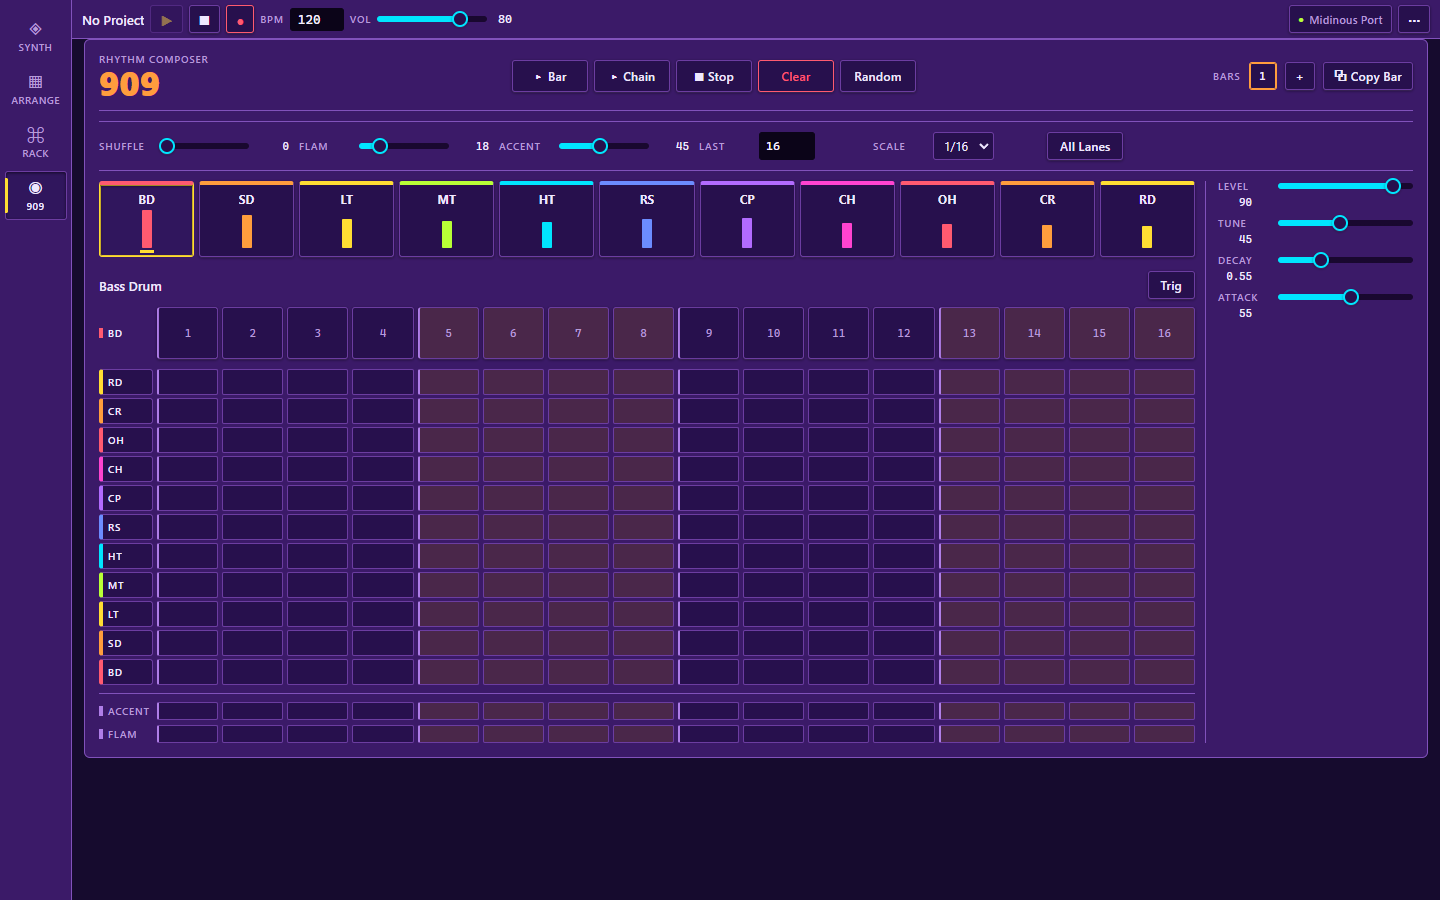 No Project
BPM 120 VOL 80
Midinous Port
SYNTH
ARRANGE
RACK
909
RHYTHM COMPOSER
909
Bar
Chain
Stop
Clear
Random
BARS 1 + Copy Bar
SHUFFLE 0 FLAM 18 ACCENT 45 LAST 16 SCALE 1/16 All Lanes
BD SD LT MT HT RS CP CH OH CR RD
LEVEL
90
TUNE
45
DECAY
0.55
ATTACK
55
Bass Drum
Trig
BD 1 2 3 4 5 6 7 8 9 10 11 12 13 14 15 16
RD
CR
OH
CH
CP
RS
HT
MT
LT
SD
BD
ACCENT
FLAM